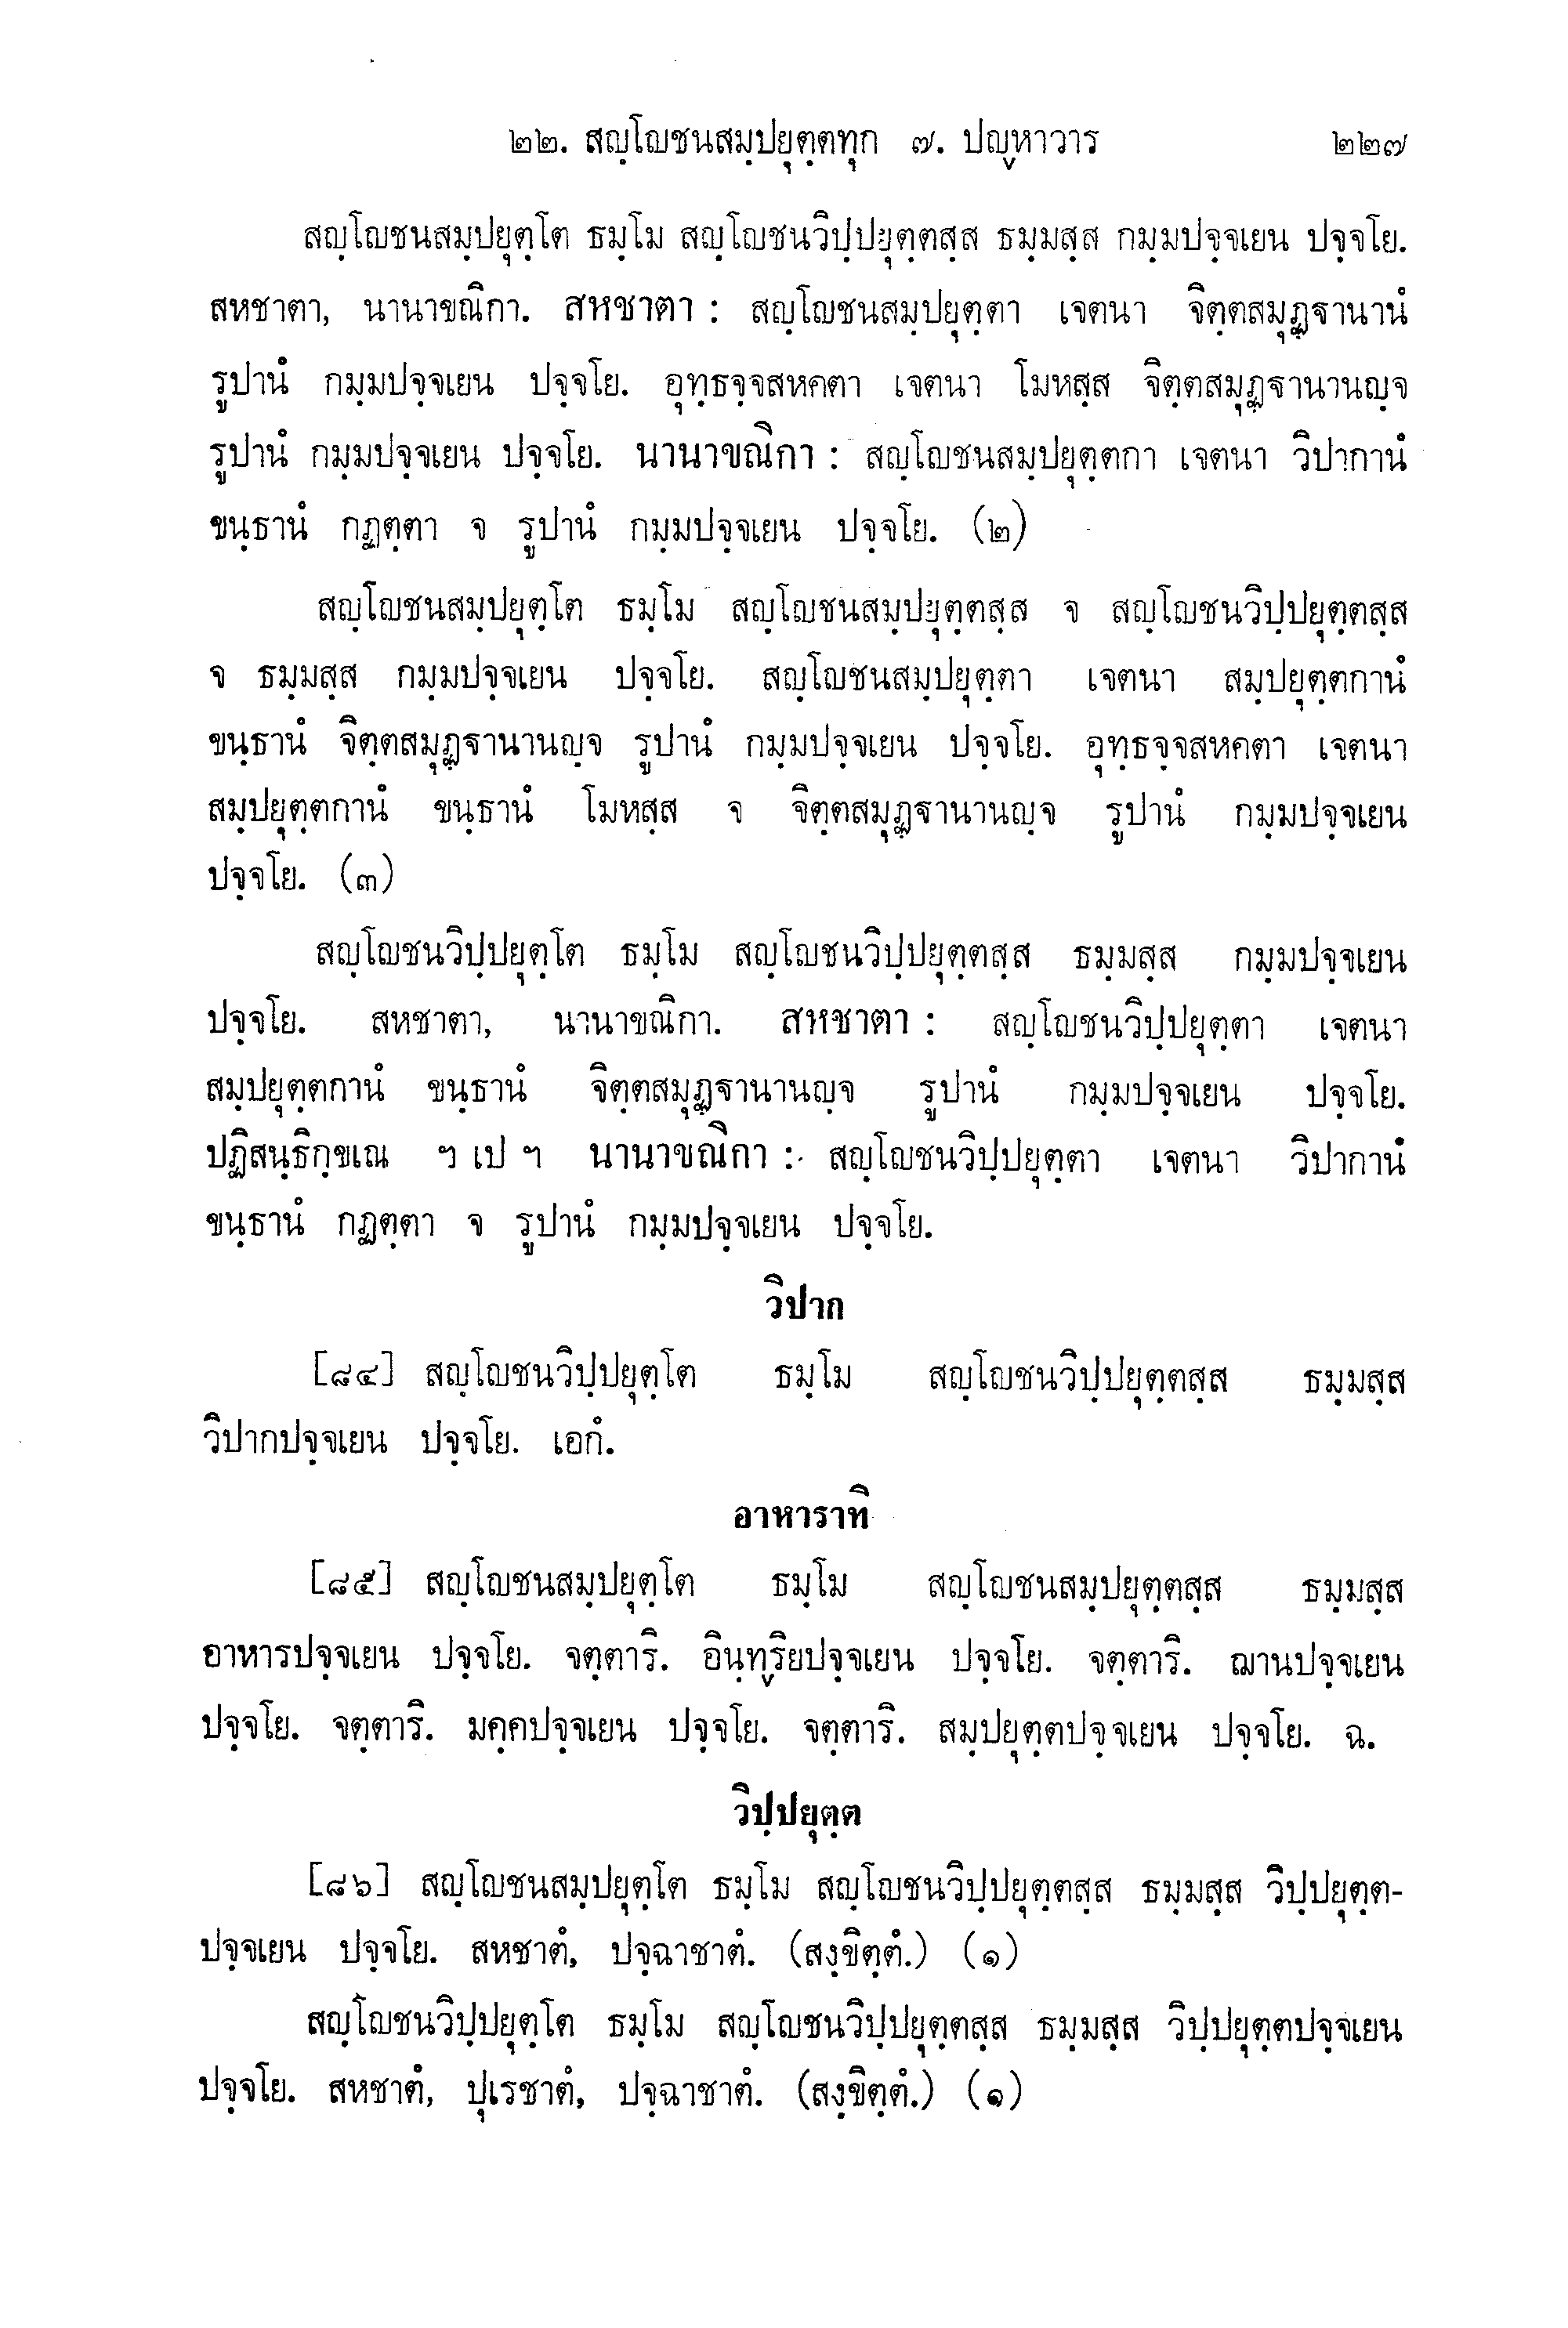 ๒๒. สญฺโญชนสมฺปยุตฺตทุก ๗. ปญฺหาวาร ๒๒๗
สญฺโญชนสมฺปยุตฺโต ธมฺโม สญฺโญชนวิปฺปยุตฺตสฺส ธมฺมสฺส กมฺมปจฺจเยน ปจฺจโย.
สหชาตา, นานาขณิกา. สหชาตา : สญฺโญชนสมฺปยุตฺตา เจตนา จิตฺตสมุฏฺฐานานํ
รูปานํ กมฺมปจฺจเยน ปจฺจโย. อุทฺธจฺจสหคตา เจตนา โมหสฺส จิตฺตสมุฏฺฐานานญฺจ
รูปานํ กมฺมปจฺจเยน ปจฺจโย. นานาขณิกา : สญฺโญชนสมฺปยุตฺตกา เจตนา วิปากานํ
ขนฺธานํ กฏตฺตา จ รูปานํ กมฺมปจฺจเยน ปจฺจโย. (๒)
สญฺโญชนสมฺปยุตฺโต ธมฺโม สญฺโญชนสมฺปยุตฺตสฺส จ สญฺโญชนวิปฺปยุตฺตสฺส
จ ธมฺมสฺส กมฺมปจฺจเยน ปจฺจโย. สญฺโญชนสมฺปยุตฺตา เจตนา สมฺปยุตฺตกานํ
ขนฺธานํ จิตฺตสมุฏฺฐานานญฺจ รูปานํ กมฺมปจฺจเยน ปจฺจโย. อุทฺธจฺจสหคตา เจตนา
สมฺปยุตฺตกานํ ขนฺธานํ โมหสฺส จ จิตฺตสมุฏฺฐานานญฺจ รูปานํ กมฺมปจฺจเยน
ปจฺจโย. (๓)
สญฺโญชนวิปฺปยุตฺโต ธมฺโม สญฺโญชนวิปฺปยุตฺตสฺส ธมฺมสฺส กมฺมปจฺจเยน
ปจฺจโย. สหชาตา, นานาขณิกา. สหชาตา : สญฺโญชนวิปฺปยุตฺตา เจตนา
สมฺปยุตฺตกานํ ขนฺธานํ จิตฺตสมุฏฺฐานานญฺจ รูปานํ กมฺมปจฺจเยน ปจฺจโย.
ปฏิสนฺธิกฺขเณ ฯ เป ฯ นานาขณิกา : สญฺโญชนวิปฺปยุตฺตา เจตนา วิปากานํ
ขนฺธานํ กฏตฺตา จ รูปานํ กมฺมปจฺจเยน ปจฺจโย.
วิปาก
[๘๔] สญฺโญชนวิปฺปยุตฺโต ธมฺโม สญฺโญชนวิปฺปยุตฺตสฺส ธมฺมสฺส
วิปากปจฺจเยน ปจฺจโย. เอกํ.
อาหาราทิ
[๘๕] สญฺโญชนสมฺปยุตฺโต ธมฺโม สญฺโญชนสมฺปยุตฺตสฺส ธมฺมสฺส
อาหารปจฺจเยน ปจฺจโย. จตฺตาริ. อินฺทฺริยปจฺจเยน ปจฺจโย. จตฺตาริ. ฌานปจฺจเยน
ปจฺจโย. จตฺตาริ. มคฺคปจฺจเยน ปจฺจโย. จตฺตาริ. สมฺปยุตฺตปจฺจเยน ปจฺจโย. ฉ.
วิปฺปยุตฺต
[๘๖] สญฺโญชนสมฺปยุตฺโต ธมฺโม สญฺโญชนวิปฺปยุตฺตสฺส ธมฺมสฺส วิปฺปยุตฺต-
ปจฺจเยน ปจฺจโย. สหชาตํ, ปจฺฉาชาตํ. (สงฺขิตฺตํ.) (๑)
สญฺโญชนวิปฺปยุตฺโต ธมฺโม สญฺโญชนวิปฺปยุตฺตสฺส ธมฺมสฺส วิปฺปยุตฺตปจฺจเยน
ปจฺจโย. สหชาตํ, ปุเรชาตํ, ปจฺฉาชาตํ. (สงฺขิตฺตํ.) (๑)